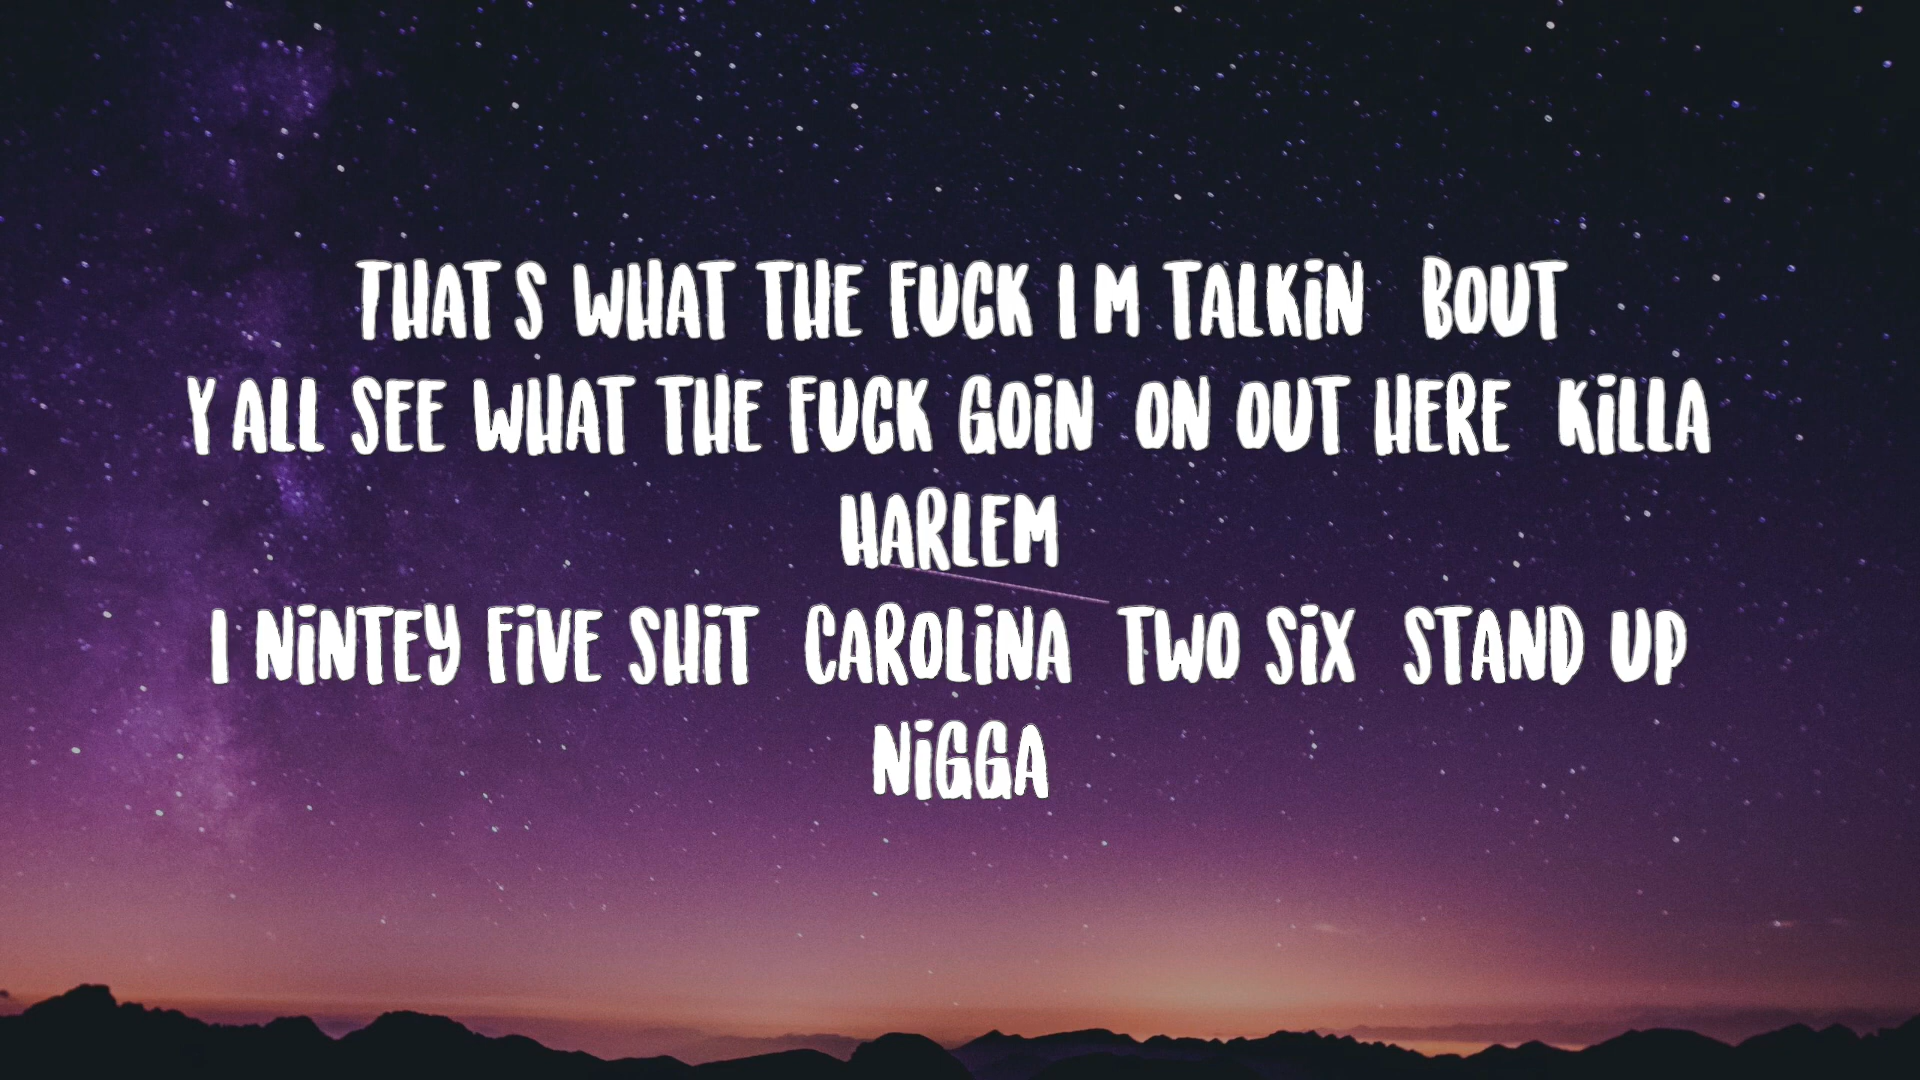 THAT S WHAT THE FUCK I M TALKIN  BOUT
Y ALL SEE WHAT THE FUCK GOIN  ON OUT HERE  KILLA
HARLEM
I NINTEY FIVE SHIT  CAROLINA  TWO SIX  STAND UP
NIGGA